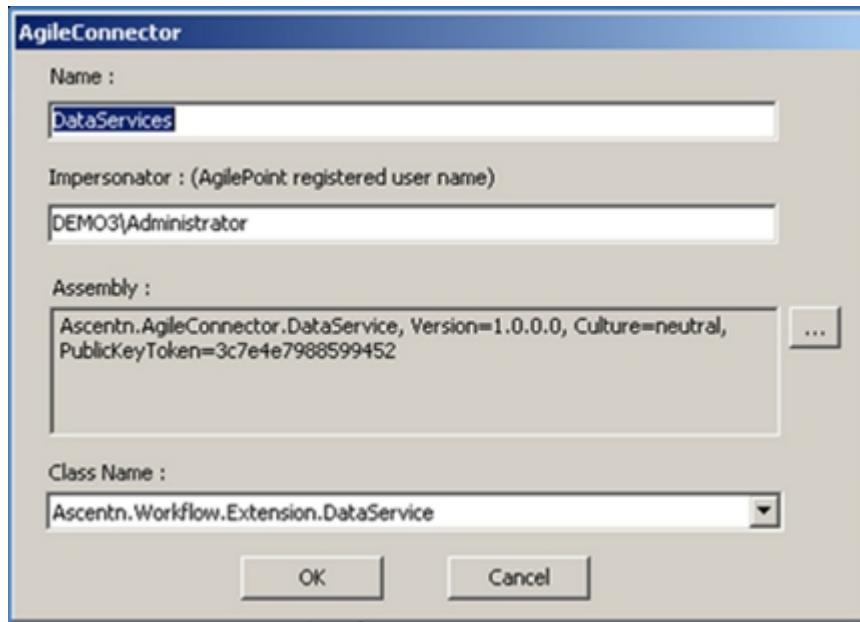 AgileConnector
Name :
DataServices
Impersonator : (AgilePoint registered user name)
DEMO3\Administrator
Assembly :
Ascentn.AgileConnector.DataService, Version=1.0.0.0, Culture=neutral,
PublicKeyToken=3c7e4e7988599452
...
Class Name :
Ascentn.Workflow.Extension.DataService
OK
Cancel